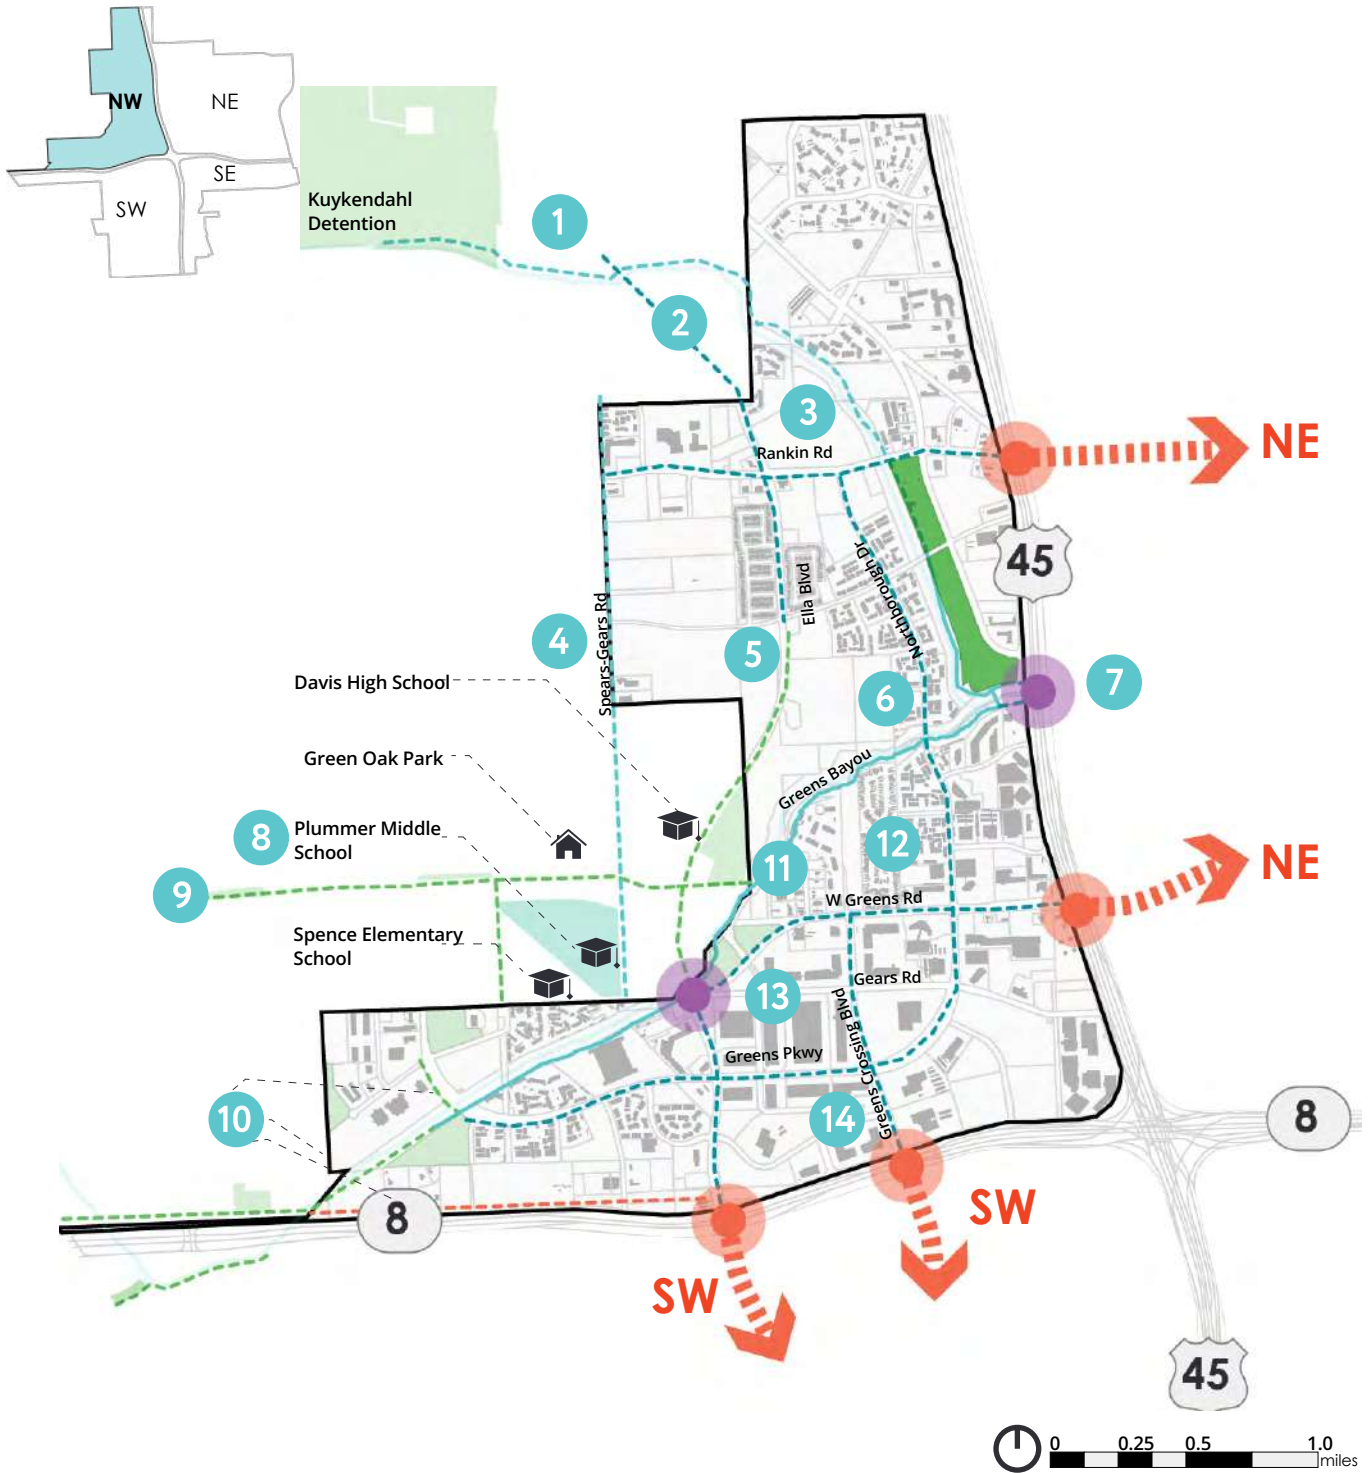 NW
NE
SE
SW
Kuykendahl
Detention
1
2
3
Rankin Rd
NE
45
Spears-Gears Rd
Ella Blvd
Northborough Dr
4
5
6
7
Davis High School
Green Oak Park
Greens Bayou
8
Plummer Middle
School
9
11
12
NE
W Greens Rd
Spence Elementary
School
13
Gears Rd
Greens Crossing Blvd
Greens Pkwy
10
14
8
8
SW
SW
45
0
0.25
0.5
1.0
miles